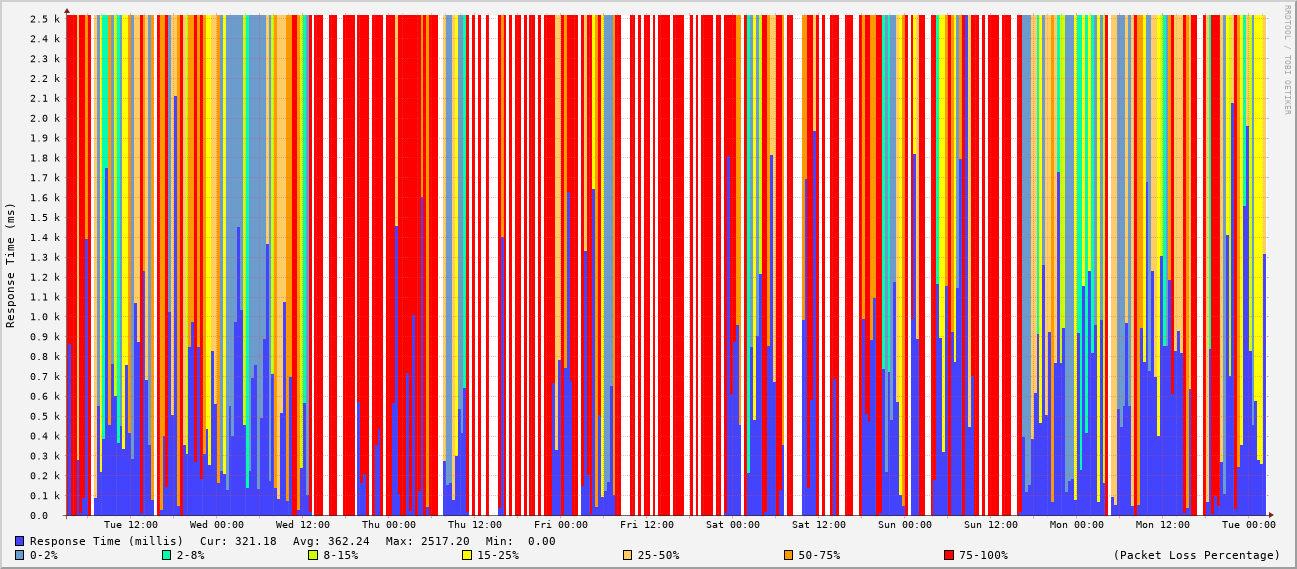 2.5 k
2.4 k
2.3 k
2.2 k
2.1 k
2.0 k
1.9 k
1.8 k
1.7 k
1.6 k
1.5 k
1.4 k
1.3 k
1.2 k
1.1 k
1.0 k
0.9 k
0.8 k
0.7 k
0.6 k
0.5 k
0.4 k
0.3 k
0.2 k
0.1 k
0.0
Response Time (ms)
RRDTOOL / TOBI OETIKER
Tue 12:00 Wed 00:00 Wed 12:00 Thu 00:00 Thu 12:00 Fri 00:00 Fri 12:00 Sat 00:00 Sat 12:00 Sun 00:00 Sun 12:00 Mon 00:00 Mon 12:00 Tue 00:00
Response Time (millis) Cur: 321.18 Avg: 362.24 Max: 2517.20 Min: 0.00
0-2% 2-8% 8-15% 15-25% 25-50% 50-75% 75-100% (Packet Loss Percentage)